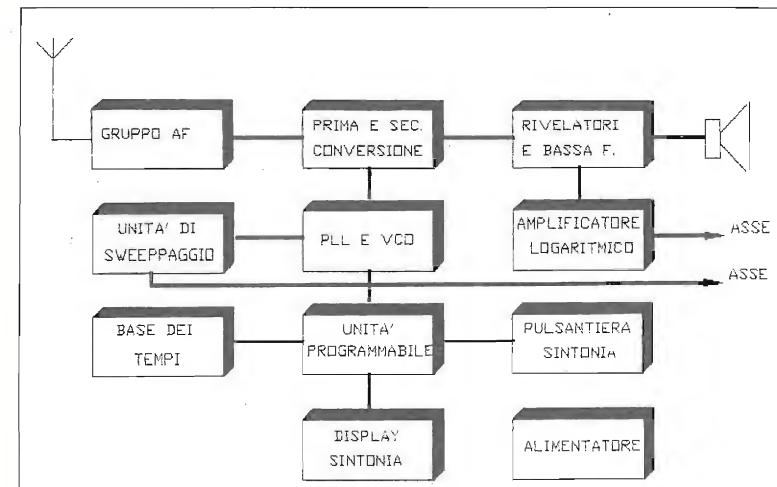 GRUPPO AF
PRIMA E SEC.
CONVERSIONE
RIVELATORI
E BASSA F.
UNITA' DI
SWEEPPAGGIO
PLL E VCO
AMPLIFICATORE
LOGARITMICO
ASSE
ASSE
BASE DEI
TEMPI
UNITA'
PROGRAMMABILE
PULSANTIERA
SINTONIA
DISPLAY
SINTONIA
ALIMENTATORE